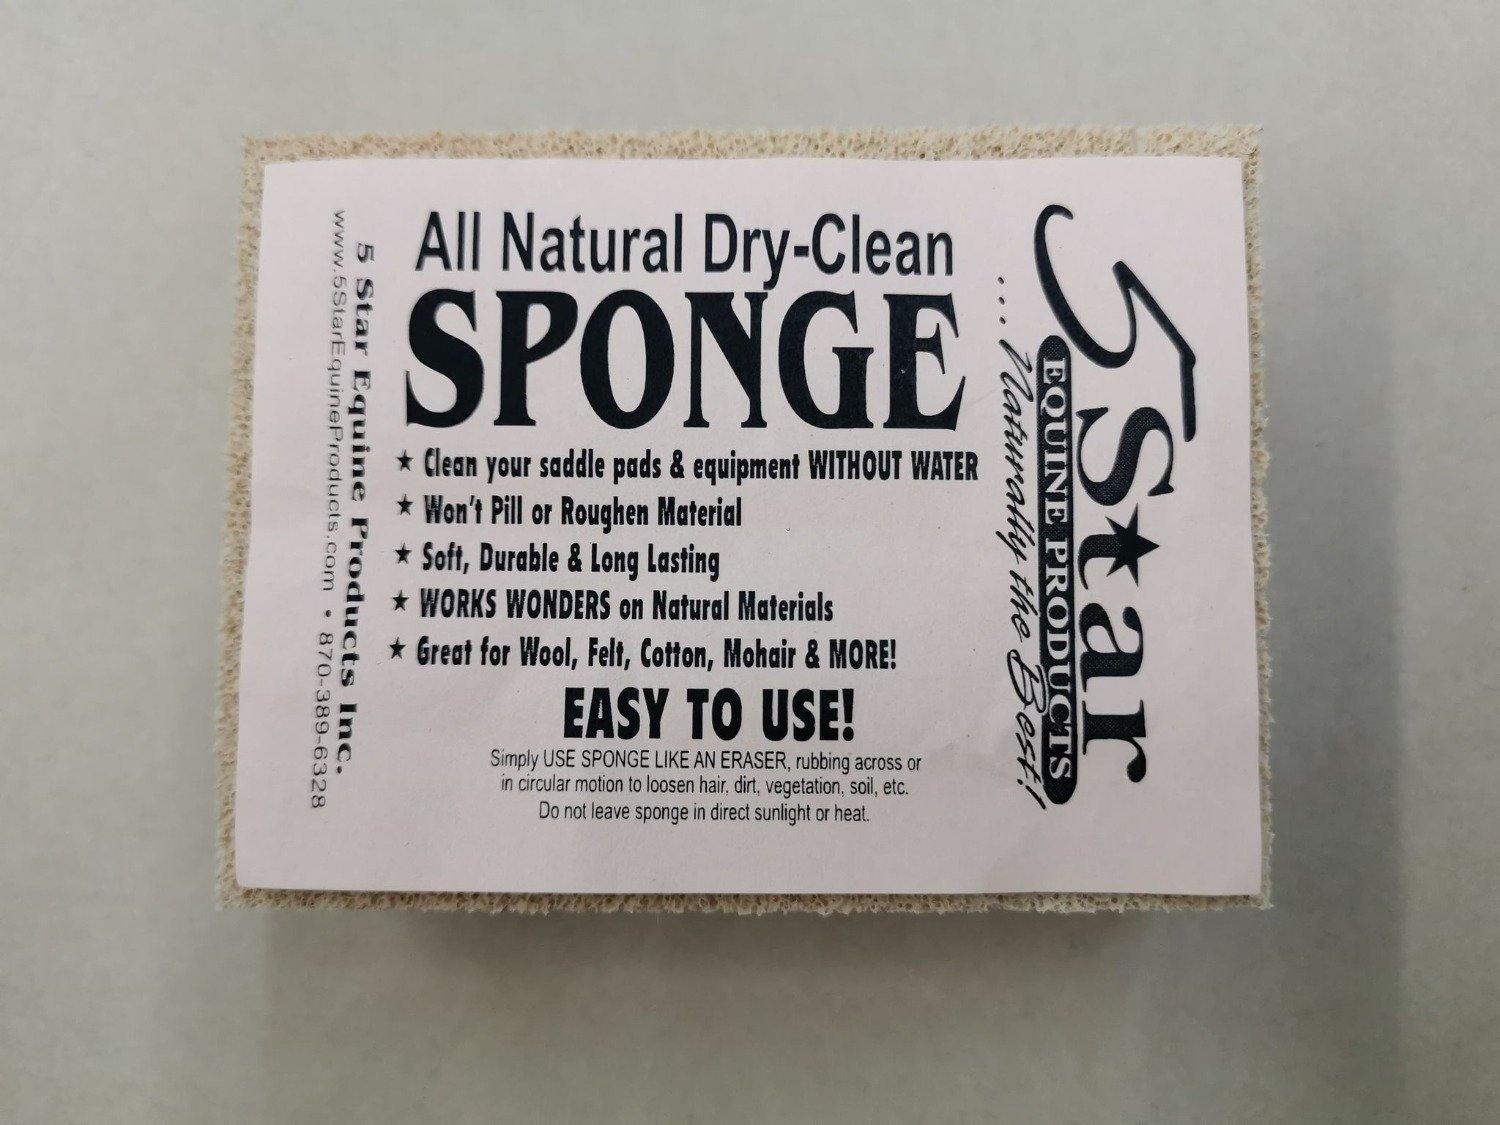 All Natural Dry-Clean
SPONGE
★ Clean your saddle pads & equipment WITHOUT WATER
★ Won't Pill or Roughen Material
★ Soft, Durable & Long Lasting
★ WORKS WONDERS on Natural Materials
★ Great for Wool, Felt, Cotton, Mohair & MORE!
EASY TO USE!
Simply USE SPONGE LIKE AN ERASER, rubbing across or
in circular motion to loosen hair, dirt, vegetation, soil, etc.
Do not leave sponge in direct sunlight or heat.
5 Star Equine Products Inc.
www.5StarEquineProducts.com • 870-389-6328
5 Star
EQUINE PRODUCTS
...Naturally the Best!